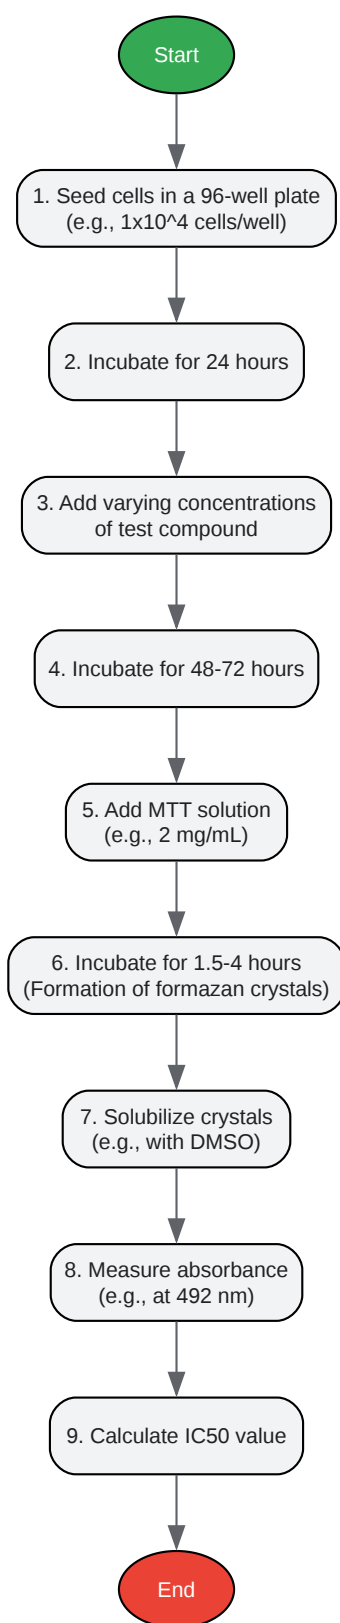 Start
1. Seed cells in a 96-well plate
(e.g., 1x10^4 cells/well)
2. Incubate for 24 hours
3. Add varying concentrations
of test compound
4. Incubate for 48-72 hours
5. Add MTT solution
(e.g., 2 mg/mL)
6. Incubate for 1.5-4 hours
(Formation of formazan crystals)
7. Solubilize crystals
(e.g., with DMSO)
8. Measure absorbance
(e.g., at 492 nm)
9. Calculate IC50 value
End